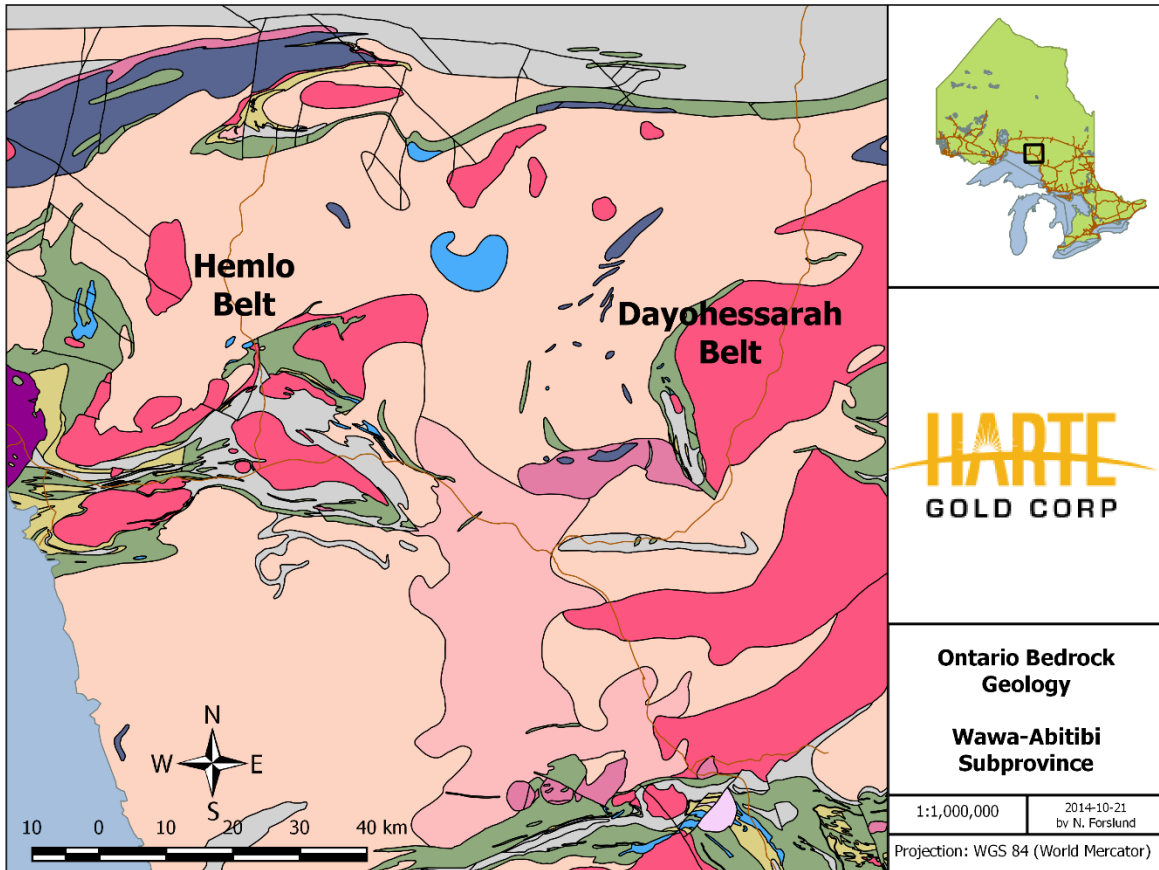 Hemlo
Belt
Dayohessarah
Belt
N
W E
S
10 0 10 20 30 40 km
HARTE
GOLD CORP
Ontario Bedrock
Geology
Wawa-Abitibi
Subprovince
1:1,000,000
2014-10-21
by N. Forslund
Projection: WGS 84 (World Mercator)